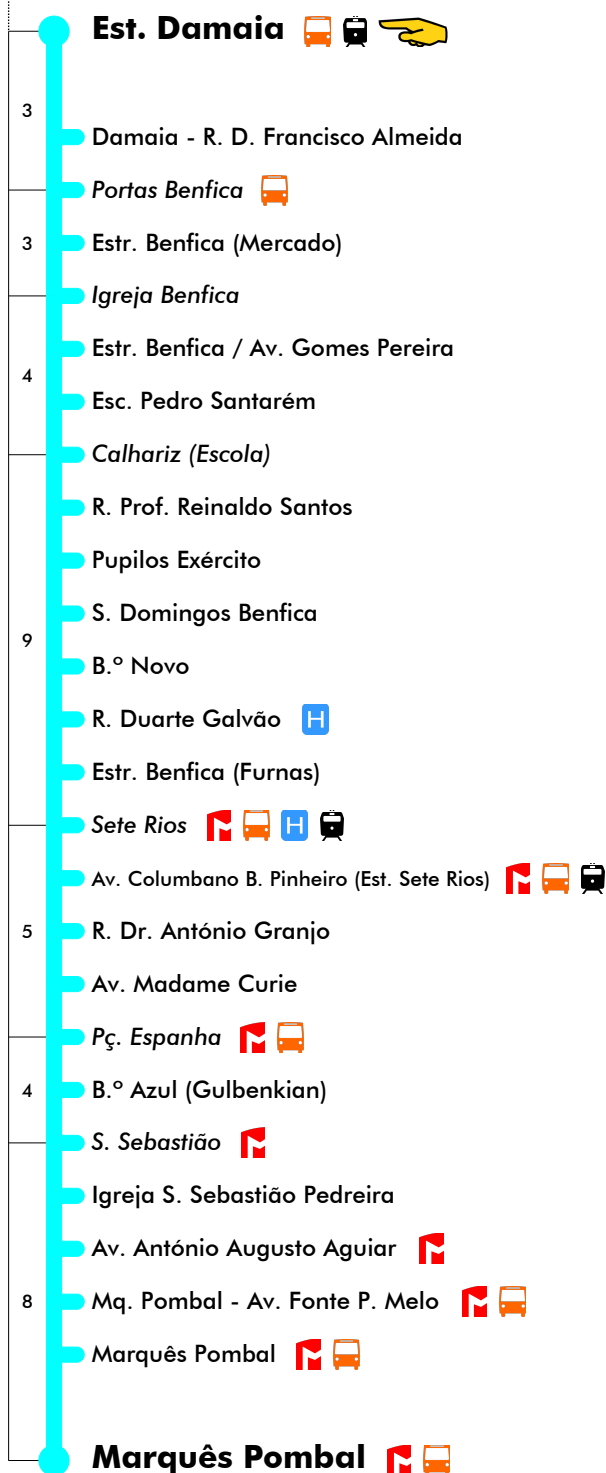 Est. Damaia
3
Damaia - R. D. Francisco Almeida
Portas Benfica
3
Estr. Benfica (Mercado)
Igreja Benfica
Estr. Benfica / Av. Gomes Pereira
4
Esc. Pedro Santarém
Calhariz (Escola)
R. Prof. Reinaldo Santos
Pupilos Exército
S. Domingos Benfica
9
B.º Novo
R. Duarte Galvão H
Estr. Benfica (Furnas)
Sete Rios H
Av. Columbano B. Pinheiro (Est. Sete Rios)
5
R. Dr. António Granjo
Av. Madame Curie
Pç. Espanha
4
B.º Azul (Gulbenkian)
S. Sebastião
Igreja S. Sebastião Pedreira
Av. António Augusto Aguiar
8
Mq. Pombal - Av. Fonte P. Melo
Marquês Pombal
Marquês Pombal